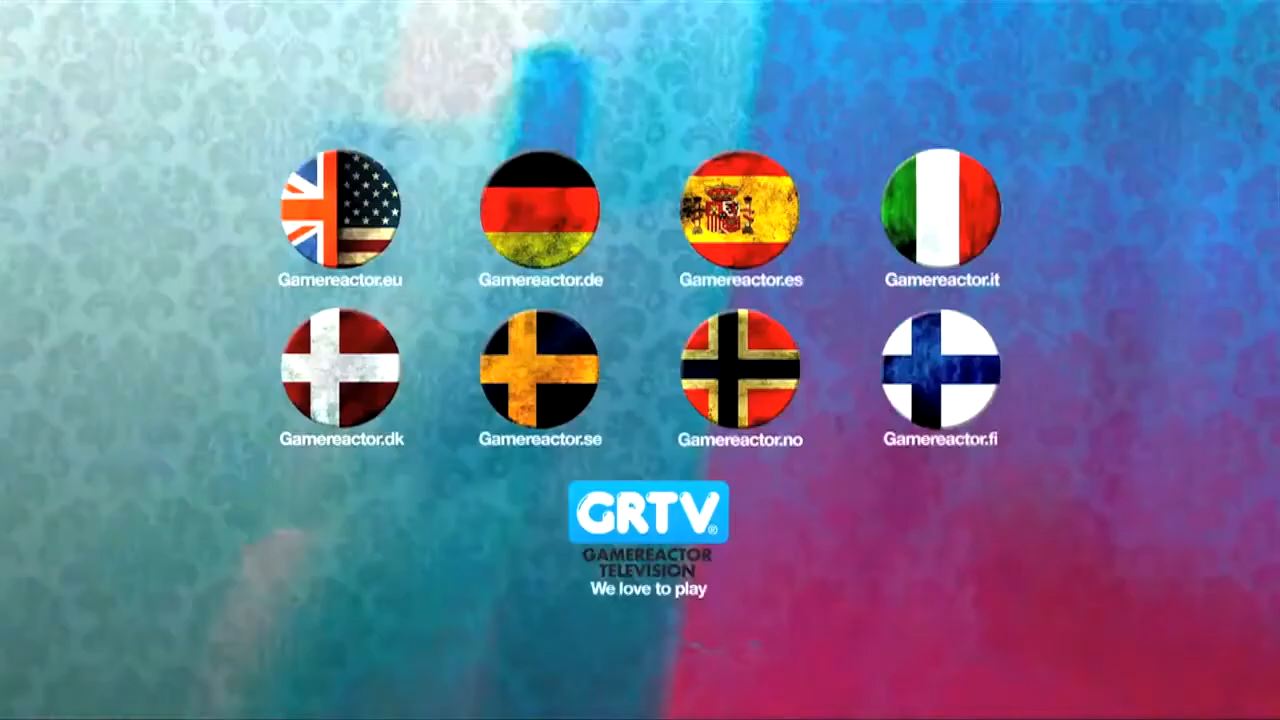 Gamereactor.eu
Gamereactor.de
Gamereactor.es
Gamereactor.it
Gamereactor.dk
Gamereactor.se
Gamereactor.no
Gamereactor.fi
GRTV®
GAMEREACTOR
TELEVISION
We love to play